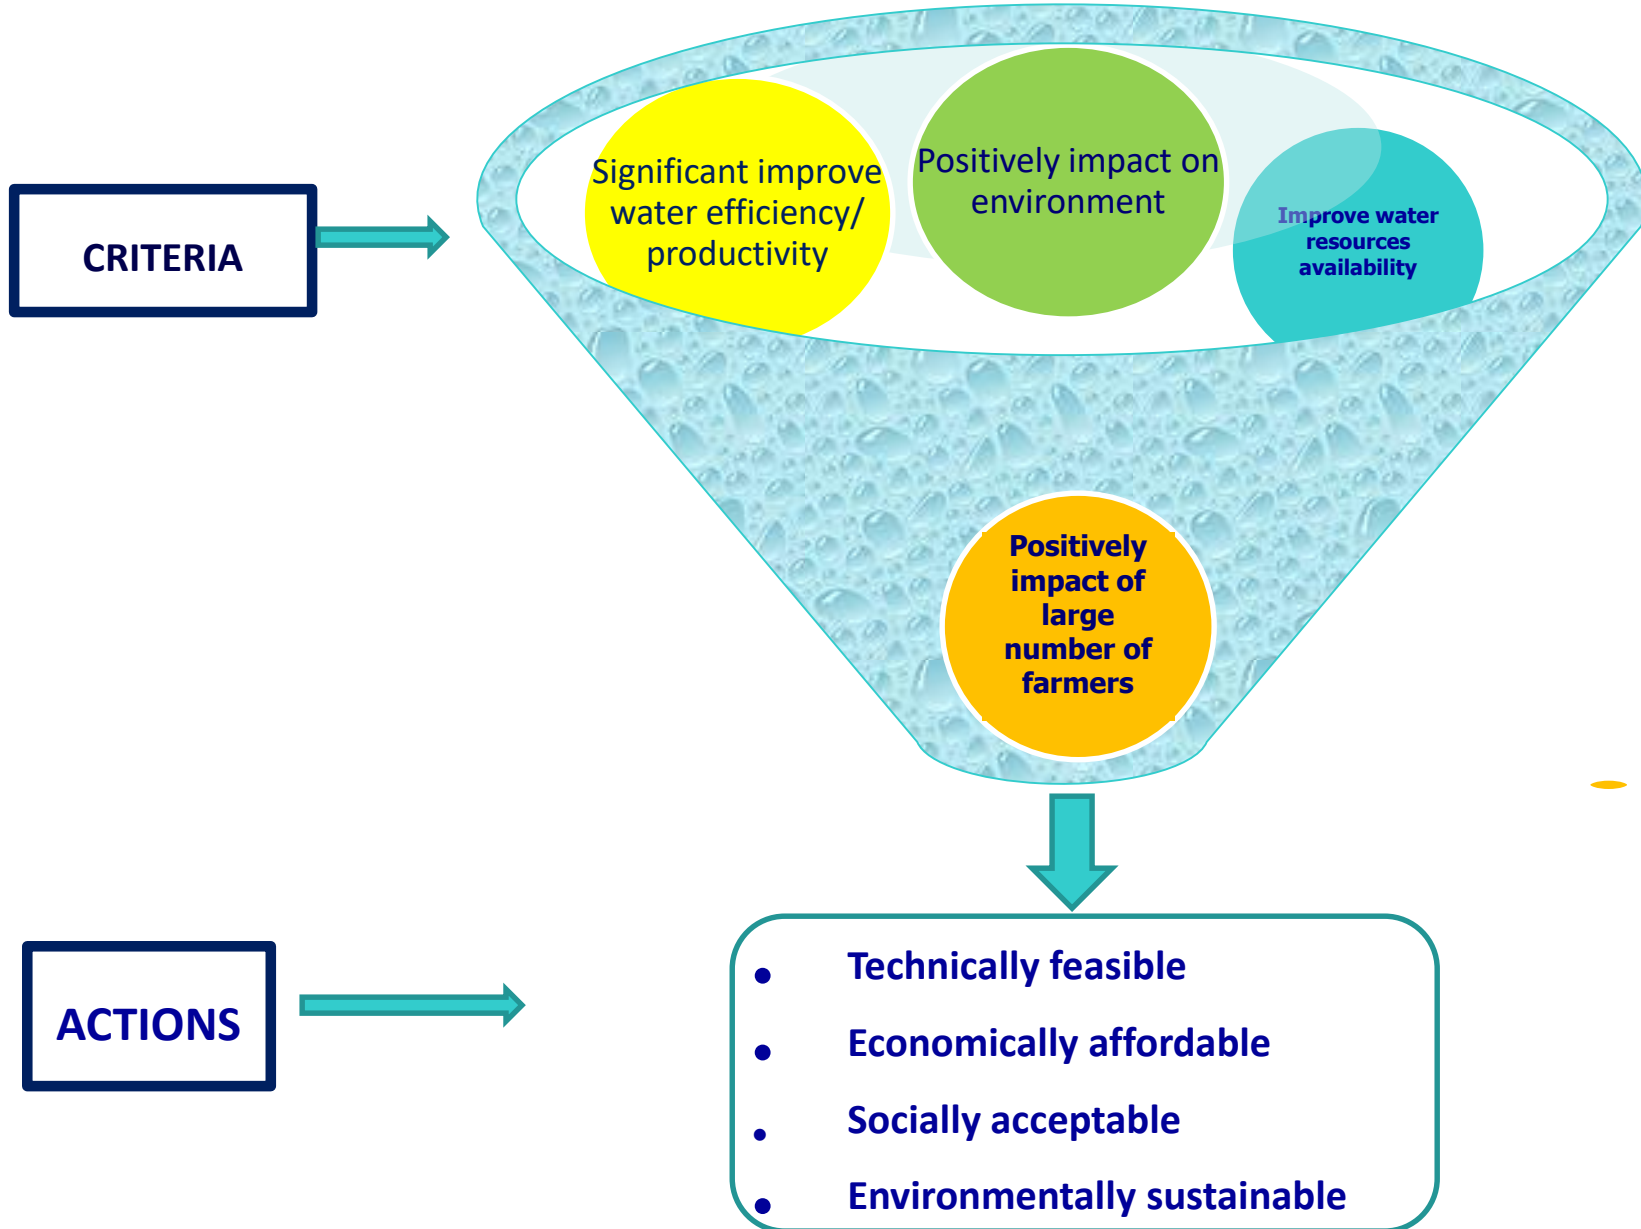 CRITERIA
Significant improve
water efficiency/
productivity
Positively impact on
environment
Improve water
resources
availability
Positively
impact of
large
number of
farmers
ACTIONS
• Technically feasible
• Economically affordable
• Socially acceptable
• Environmentally sustainable